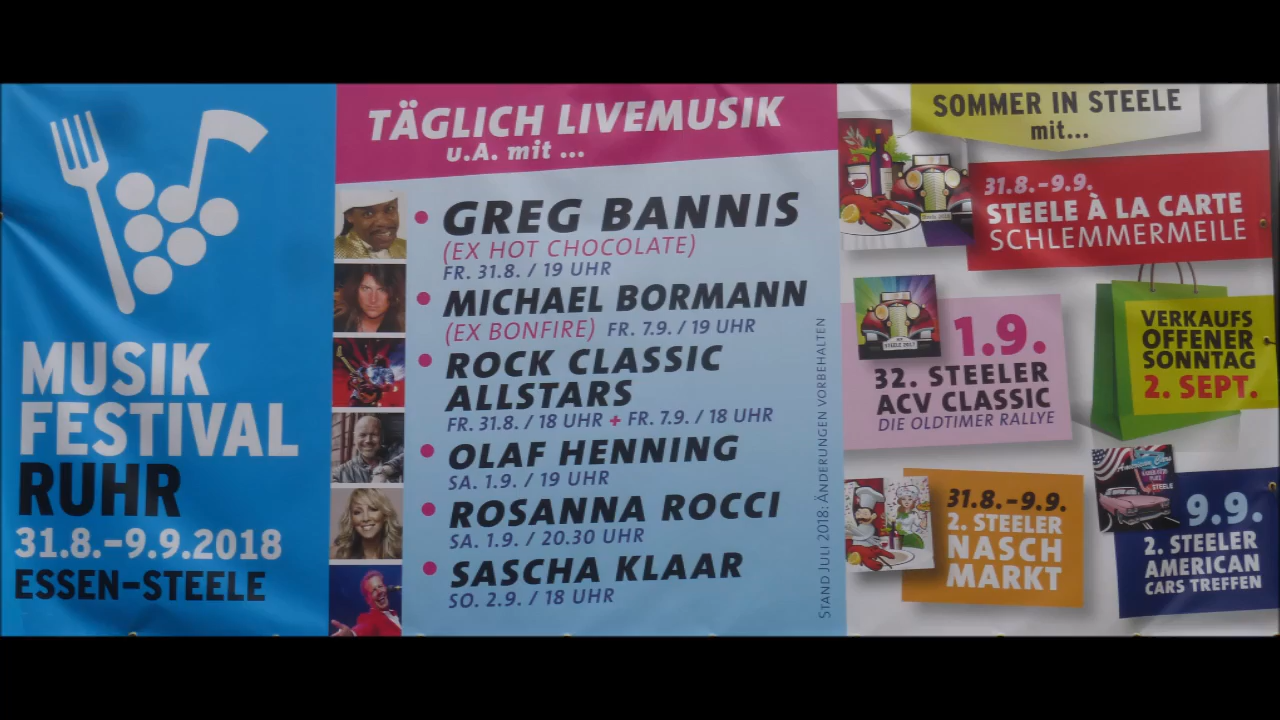 MUSIK
FESTIVAL
RUHR
31.8.-9.9.2018
ESSEN-STEELE
TÄGLICH LIVEMUSIK
u.A. mit ...
GREG BANNIS
(EX HOT CHOCOLATE)
FR. 31.8. / 19 UHR
MICHAEL BORMANN
(EX BONFIRE) FR. 7.9. / 19 UHR
ROCK CLASSIC
ALLSTARS
FR. 31.8. / 18 UHR + FR. 7.9. / 18 UHR
OLAF HENNING
SA. 1.9. / 19 UHR
ROSANNA ROCCI
SA. 1.9. / 20.30 UHR
SASCHA KLAAR
SO. 2.9. / 18 UHR
STAND JULI 2018: ÄNDERUNGEN VORBEHALTEN
SOMMER IN STEELE
mit...
31.8.-9.9.
STEELE À LA CARTE
SCHLEMMERMEILE
1.9.
32. STEELER
ACV CLASSIC
DIE OLDTIMER RALLYE
STEELE 2017
VERKAUFS
OFFENER
SONNTAG
2. SEPT.
31.8.-9.9.
2. STEELER
NASCH
MARKT
American Cars
STEELE
9.9.
2. STEELER
AMERICAN
CARS TREFFEN